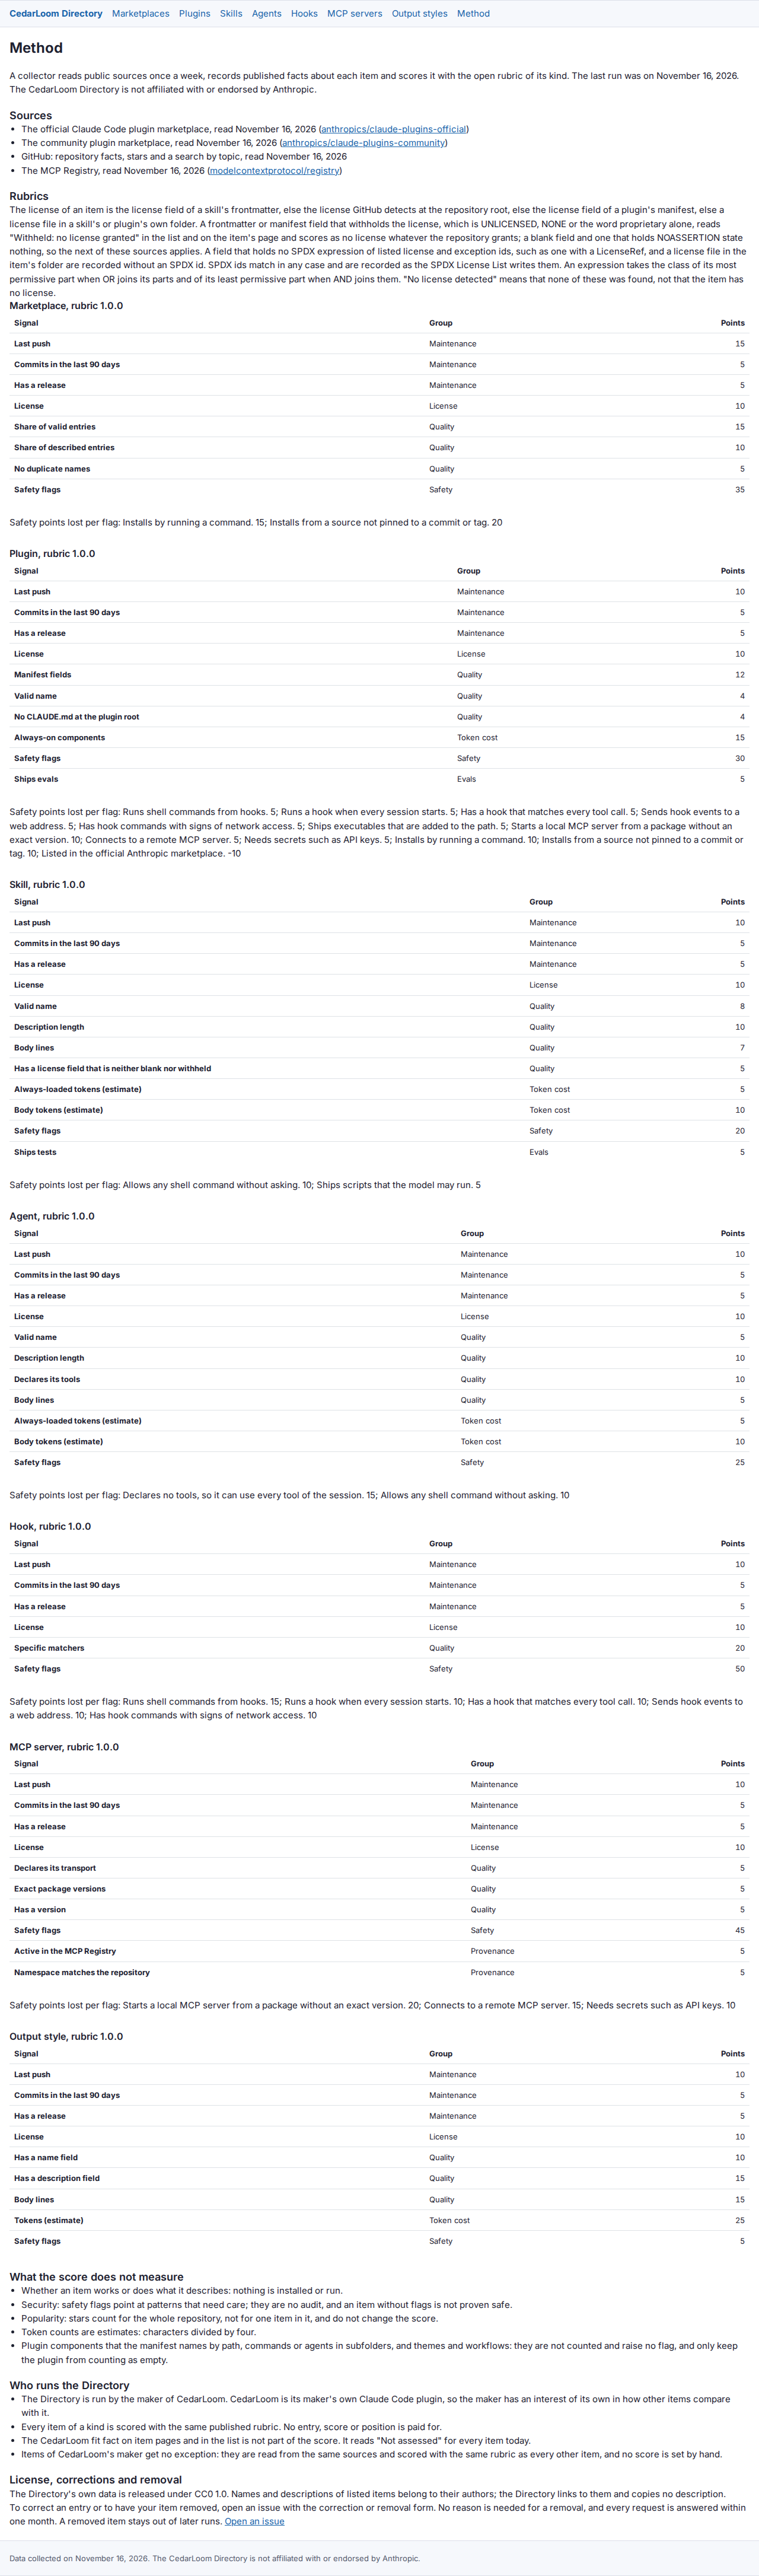 CedarLoom Directory Marketplaces Plugins Skills Agents Hooks MCP servers Output styles Method
Method
A collector reads public sources once a week, records published facts about each item and scores it with the open rubric of its kind. The last run was on November 16, 2026.
The CedarLoom Directory is not affiliated with or endorsed by Anthropic.
Sources
• The official Claude Code plugin marketplace, read November 16, 2026 (anthropics/claude-plugins-official)
• The community plugin marketplace, read November 16, 2026 (anthropics/claude-plugins-community)
• GitHub: repository facts, stars and a search by topic, read November 16, 2026
• The MCP Registry, read November 16, 2026 (modelcontextprotocol/registry)
Rubrics
The license of an item is the license field of a skill's frontmatter, else the license GitHub detects at the repository root, else the license field of a plugin's manifest, else a
license file in a skill's or plugin's own folder. A frontmatter or manifest field that withholds the license, which is UNLICENSED, NONE or the word proprietary alone, reads
"Withheld: no license granted" in the list and on the item's page and scores as no license whatever the repository grants; a blank field and one that holds NOASSERTION state
nothing, so the next of these sources applies. A field that holds no SPDX expression of listed license and exception ids, such as one with a LicenseRef, and a license file in the
item's folder are recorded without an SPDX id. SPDX ids match in any case and are recorded as the SPDX License List writes them. An expression takes the class of its most
permissive part when OR joins its parts and of its least permissive part when AND joins them. "No license detected" means that none of these was found, not that the item has
no license.
Marketplace, rubric 1.0.0
Signal Group Points
Last push Maintenance 15
Commits in the last 90 days Maintenance 5
Has a release Maintenance 5
License License 10
Share of valid entries Quality 15
Share of described entries Quality 10
No duplicate names Quality 5
Safety flags Safety 35
Safety points lost per flag: Installs by running a command. 15; Installs from a source not pinned to a commit or tag. 20
Plugin, rubric 1.0.0
Signal Group Points
Last push Maintenance 10
Commits in the last 90 days Maintenance 5
Has a release Maintenance 5
License License 10
Manifest fields Quality 12
Valid name Quality 4
No CLAUDE.md at the plugin root Quality 4
Always-on components Token cost 15
Safety flags Safety 30
Ships evals Evals 5
Safety points lost per flag: Runs shell commands from hooks. 5; Runs a hook when every session starts. 5; Has a hook that matches every tool call. 5; Sends hook events to a
web address. 5; Has hook commands with signs of network access. 5; Ships executables that are added to the path. 5; Starts a local MCP server from a package without an
exact version. 10; Connects to a remote MCP server. 5; Needs secrets such as API keys. 5; Installs by running a command. 10; Installs from a source not pinned to a commit or
tag. 10; Listed in the official Anthropic marketplace. -10
Skill, rubric 1.0.0
Signal Group Points
Last push Maintenance 10
Commits in the last 90 days Maintenance 5
Has a release Maintenance 5
License License 10
Valid name Quality 8
Description length Quality 10
Body lines Quality 7
Has a license field that is neither blank nor withheld Quality 5
Always-loaded tokens (estimate) Token cost 5
Body tokens (estimate) Token cost 10
Safety flags Safety 20
Ships tests Evals 5
Safety points lost per flag: Allows any shell command without asking. 10; Ships scripts that the model may run. 5
Agent, rubric 1.0.0
Signal Group Points
Last push Maintenance 10
Commits in the last 90 days Maintenance 5
Has a release Maintenance 5
License License 10
Valid name Quality 5
Description length Quality 10
Declares its tools Quality 10
Body lines Quality 5
Always-loaded tokens (estimate) Token cost 5
Body tokens (estimate) Token cost 10
Safety flags Safety 25
Safety points lost per flag: Declares no tools, so it can use every tool of the session. 15; Allows any shell command without asking. 10
Hook, rubric 1.0.0
Signal Group Points
Last push Maintenance 10
Commits in the last 90 days Maintenance 5
Has a release Maintenance 5
License License 10
Specific matchers Quality 20
Safety flags Safety 50
Safety points lost per flag: Runs shell commands from hooks. 15; Runs a hook when every session starts. 10; Has a hook that matches every tool call. 10; Sends hook events to
a web address. 10; Has hook commands with signs of network access. 10
MCP server, rubric 1.0.0
Signal Group Points
Last push Maintenance 10
Commits in the last 90 days Maintenance 5
Has a release Maintenance 5
License License 10
Declares its transport Quality 5
Exact package versions Quality 5
Has a version Quality 5
Safety flags Safety 45
Active in the MCP Registry Provenance 5
Namespace matches the repository Provenance 5
Safety points lost per flag: Starts a local MCP server from a package without an exact version. 20; Connects to a remote MCP server. 15; Needs secrets such as API keys. 10
Output style, rubric 1.0.0
Signal Group Points
Last push Maintenance 10
Commits in the last 90 days Maintenance 5
Has a release Maintenance 5
License License 10
Has a name field Quality 10
Has a description field Quality 15
Body lines Quality 15
Tokens (estimate) Token cost 25
Safety flags Safety 5
What the score does not measure
• Whether an item works or does what it describes: nothing is installed or run.
• Security: safety flags point at patterns that need care; they are no audit, and an item without flags is not proven safe.
• Popularity: stars count for the whole repository, not for one item in it, and do not change the score.
• Token counts are estimates: characters divided by four.
• Plugin components that the manifest names by path, commands or agents in subfolders, and themes and workflows: they are not counted and raise no flag, and only keep
the plugin from counting as empty.
Who runs the Directory
• The Directory is run by the maker of CedarLoom. CedarLoom is its maker's own Claude Code plugin, so the maker has an interest of its own in how other items compare
with it.
• Every item of a kind is scored with the same published rubric. No entry, score or position is paid for.
• The CedarLoom fit fact on item pages and in the list is not part of the score. It reads "Not assessed" for every item today.
• Items of CedarLoom's maker get no exception: they are read from the same sources and scored with the same rubric as every other item, and no score is set by hand.
License, corrections and removal
The Directory's own data is released under CC0 1.0. Names and descriptions of listed items belong to their authors; the Directory links to them and copies no description.
To correct an entry or to have your item removed, open an issue with the correction or removal form. No reason is needed for a removal, and every request is answered within
one month. A removed item stays out of later runs. Open an issue
Data collected on November 16, 2026. The CedarLoom Directory is not affiliated with or endorsed by Anthropic.